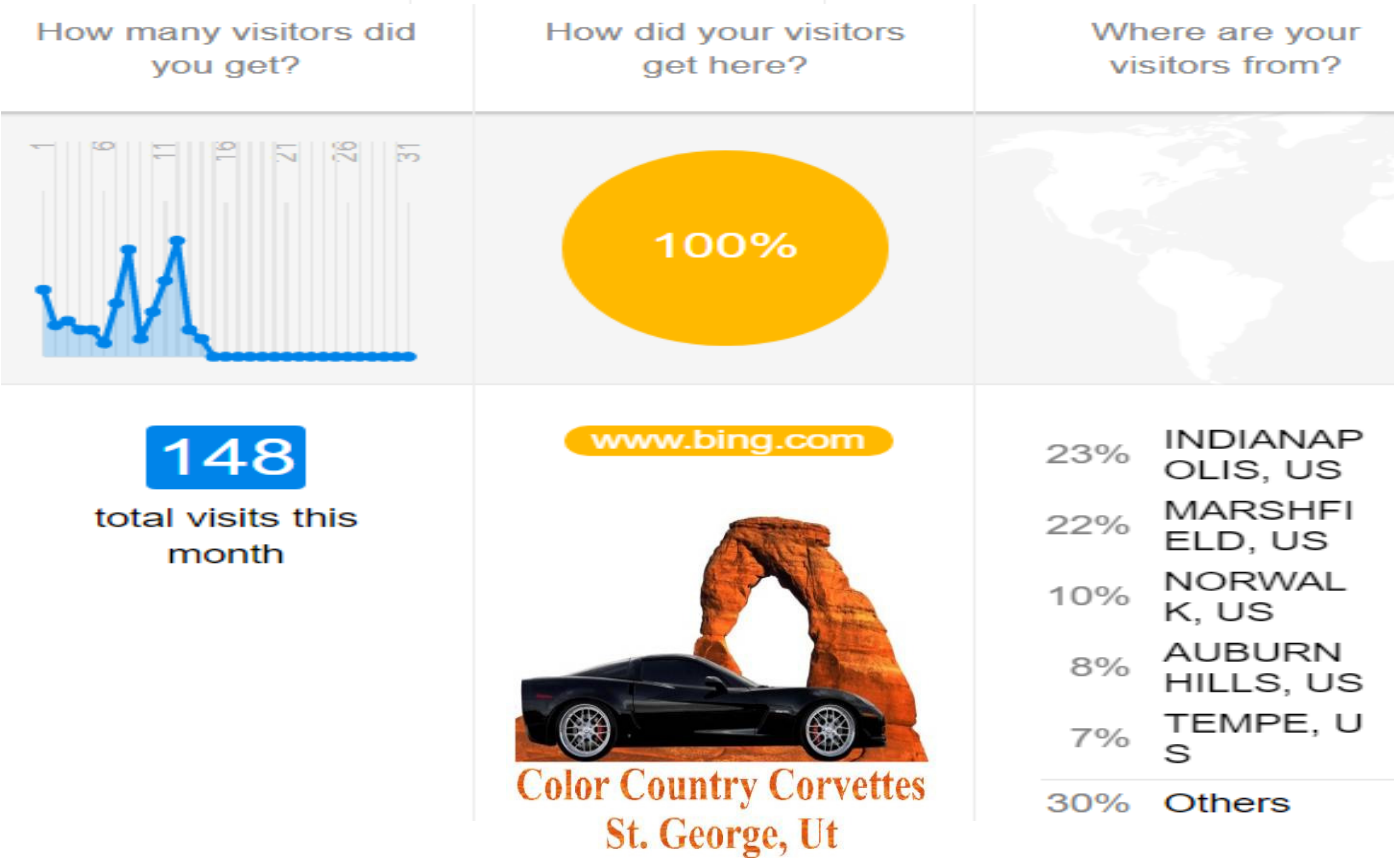 How many visitors did
you get?
How did your visitors
get here?
Where are your
visitors from?
1 6 11 16 21 26 31
100%
148
total visits this
month
www.bing.com
Color Country Corvettes
St. George, Ut
23% INDIANAP
OLIS, US
22% MARSHFI
ELD, US
10% NORWAL
K, US
8% AUBURN
HILLS, US
7% TEMPE, U
S
30% Others